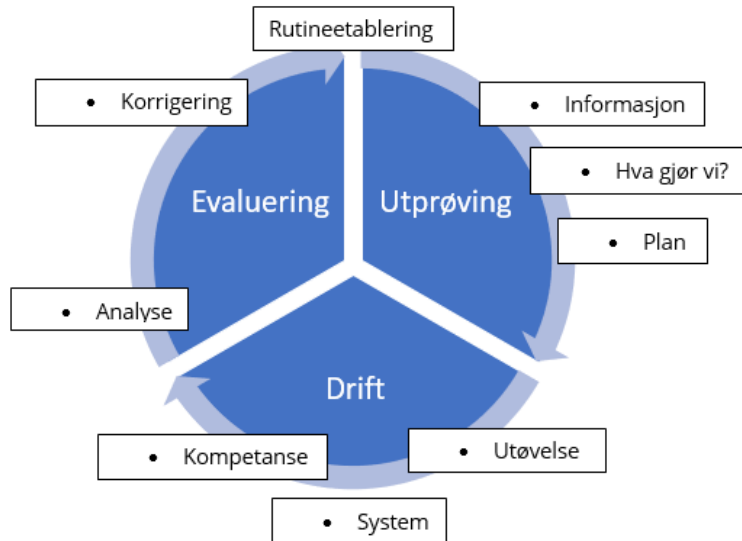 Rutineetablering
• Korrigering
• Informasjon
• Hva gjør vi?
Evaluering
Utprøving
• Plan
• Analyse
Drift
• Kompetanse
• Utøvelse
• System